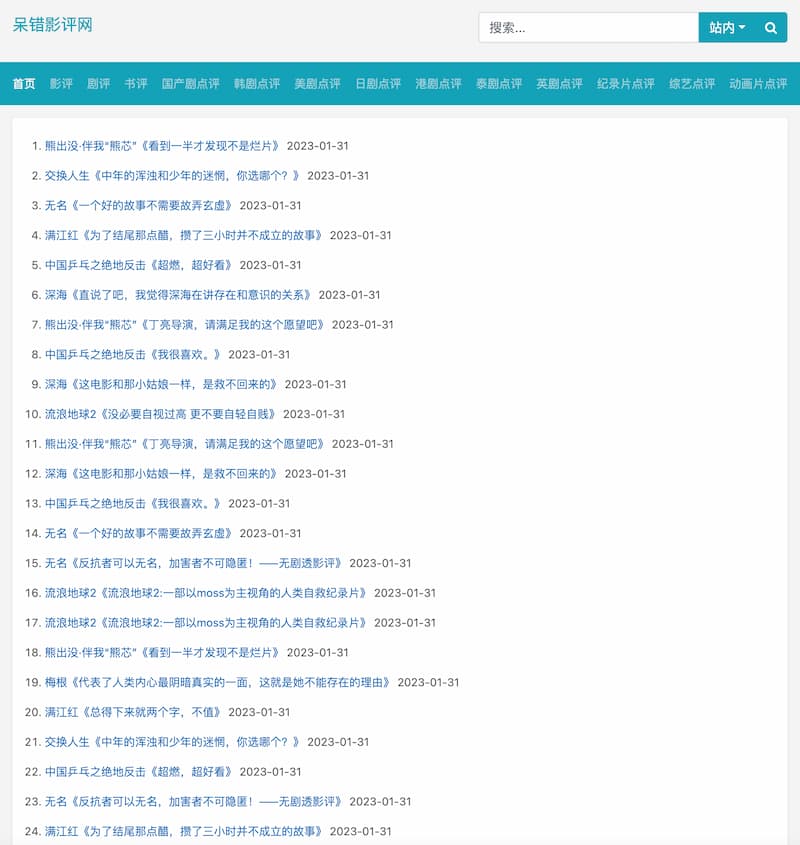 呆错影评网
搜索... 站内
首页 影评 剧评 书评 国产剧点评 韩剧点评 美剧点评 日剧点评 港剧点评 泰剧点评 英剧点评 纪录片点评 综艺点评 动画片点评
1. 熊出没·伴我“熊芯”《看到一半才发现不是烂片》 2023-01-31
2. 交换人生《中年的浑浊和少年的迷惘，你选哪个？》 2023-01-31
3. 无名《一个好的故事不需要故弄玄虚》 2023-01-31
4. 满江红《为了结尾那点醋，攒了三小时并不成立的故事》 2023-01-31
5. 中国乒乓之绝地反击《超燃，超好看》 2023-01-31
6. 深海《直说了吧，我觉得深海在讲存在和意识的关系》 2023-01-31
7. 熊出没·伴我“熊芯”《丁亮导演，请满足我的这个愿望吧》 2023-01-31
8. 中国乒乓之绝地反击《我很喜欢。》 2023-01-31
9. 深海《这电影和那小姑娘一样，是救不回来的》 2023-01-31
10. 流浪地球2《没必要自视过高 更不要自轻自贱》 2023-01-31
11. 熊出没·伴我“熊芯”《丁亮导演，请满足我的这个愿望吧》 2023-01-31
12. 深海《这电影和那小姑娘一样，是救不回来的》 2023-01-31
13. 中国乒乓之绝地反击《我很喜欢。》 2023-01-31
14. 无名《一个好的故事不需要故弄玄虚》 2023-01-31
15. 无名《反抗者可以无名，加害者不可隐匿！——无剧透影评》 2023-01-31
16. 流浪地球2《流浪地球2:一部以moss为主视角的人类自救纪录片》 2023-01-31
17. 流浪地球2《流浪地球2:一部以moss为主视角的人类自救纪录片》 2023-01-31
18. 熊出没·伴我“熊芯”《看到一半才发现不是烂片》 2023-01-31
19. 梅根《代表了人类内心最阴暗真实的一面，这就是她不能存在的理由》 2023-01-31
20. 满江红《总得下来就两个字，不值》 2023-01-31
21. 交换人生《中年的浑浊和少年的迷惘，你选哪个？》 2023-01-31
22. 中国乒乓之绝地反击《超燃，超好看》 2023-01-31
23. 无名《反抗者可以无名，加害者不可隐匿！——无剧透影评》 2023-01-31
24. 满江红《为了结尾那点醋，攒了三小时并不成立的故事》 2023-01-31